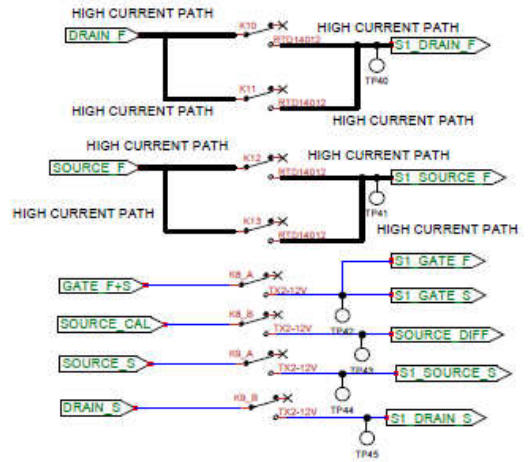 HIGH CURRENT PATH
HIGH CURRENT PATH
DRAIN_F
K10
RTD14012
S1_DRAIN_F
TP40
K11
HIGH CURRENT PATH
RTD14012
HIGH CURRENT PATH
HIGH CURRENT PATH
K12
HIGH CURRENT PATH
SOURCE_F
RTD14012
S1_SOURCE_F
TP41
HIGH CURRENT PATH
K13
RTD14012
HIGH CURRENT PATH
S1_GATE_F
K8_A
GATE_F+S
TX2-12V
S1_GATE_S
K8_B
TP42
SOURCE_CAL
TX2-12V
SOURCE_DIFF
K9_A
TP43
SOURCE_S
TX2-12V
S1_SOURCE_S
K9_B
TP44
DRAIN_S
TX2-12V
S1_DRAIN_S
TP45